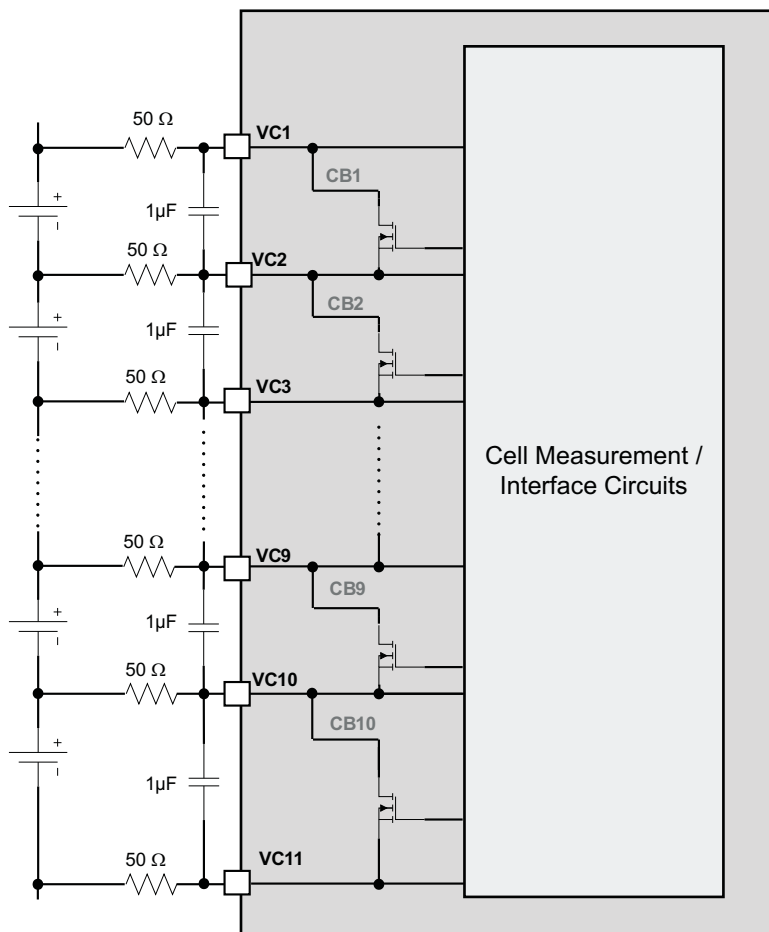 50 Ω
VC1
CB1
+
1µF
−
50 Ω
VC2
CB2
+
1µF
−
50 Ω
VC3
Cell Measurement /
Interface Circuits
50 Ω
VC9
CB9
+
1µF
−
50 Ω
VC10
CB10
+
1µF
−
50 Ω
VC11